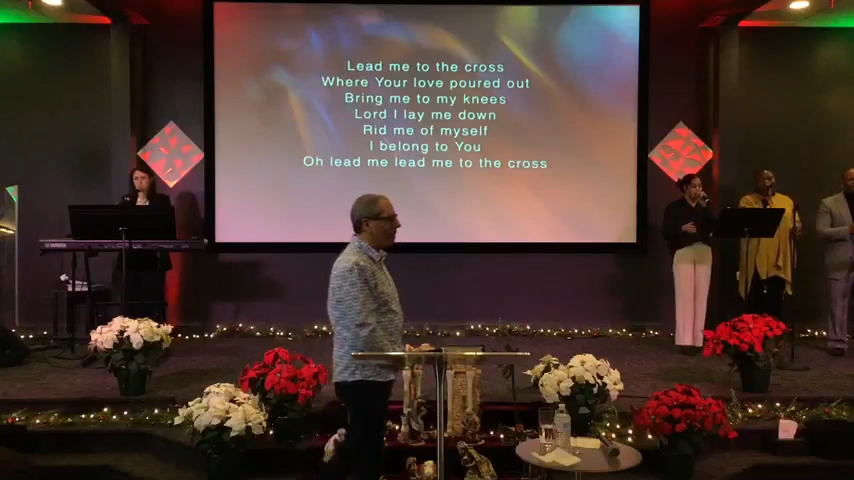 Lead me to the cross
Where Your love poured out
Bring me to my knees
Lord I lay me down
Rid me of myself
I belong to You
Oh lead me lead me to the cross